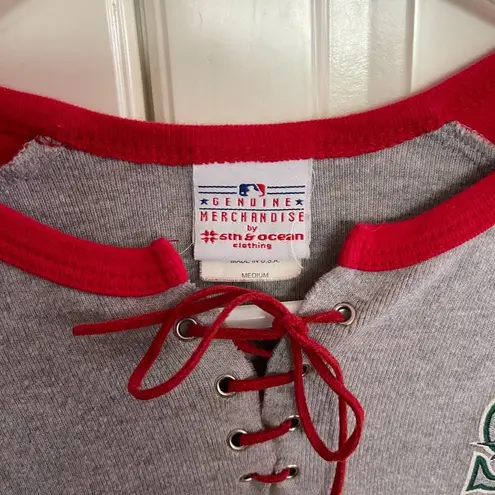 GENUINE
MERCHANDISE
by
5th & ocean
clothing
MADE IN U.S.A.
MEDIUM